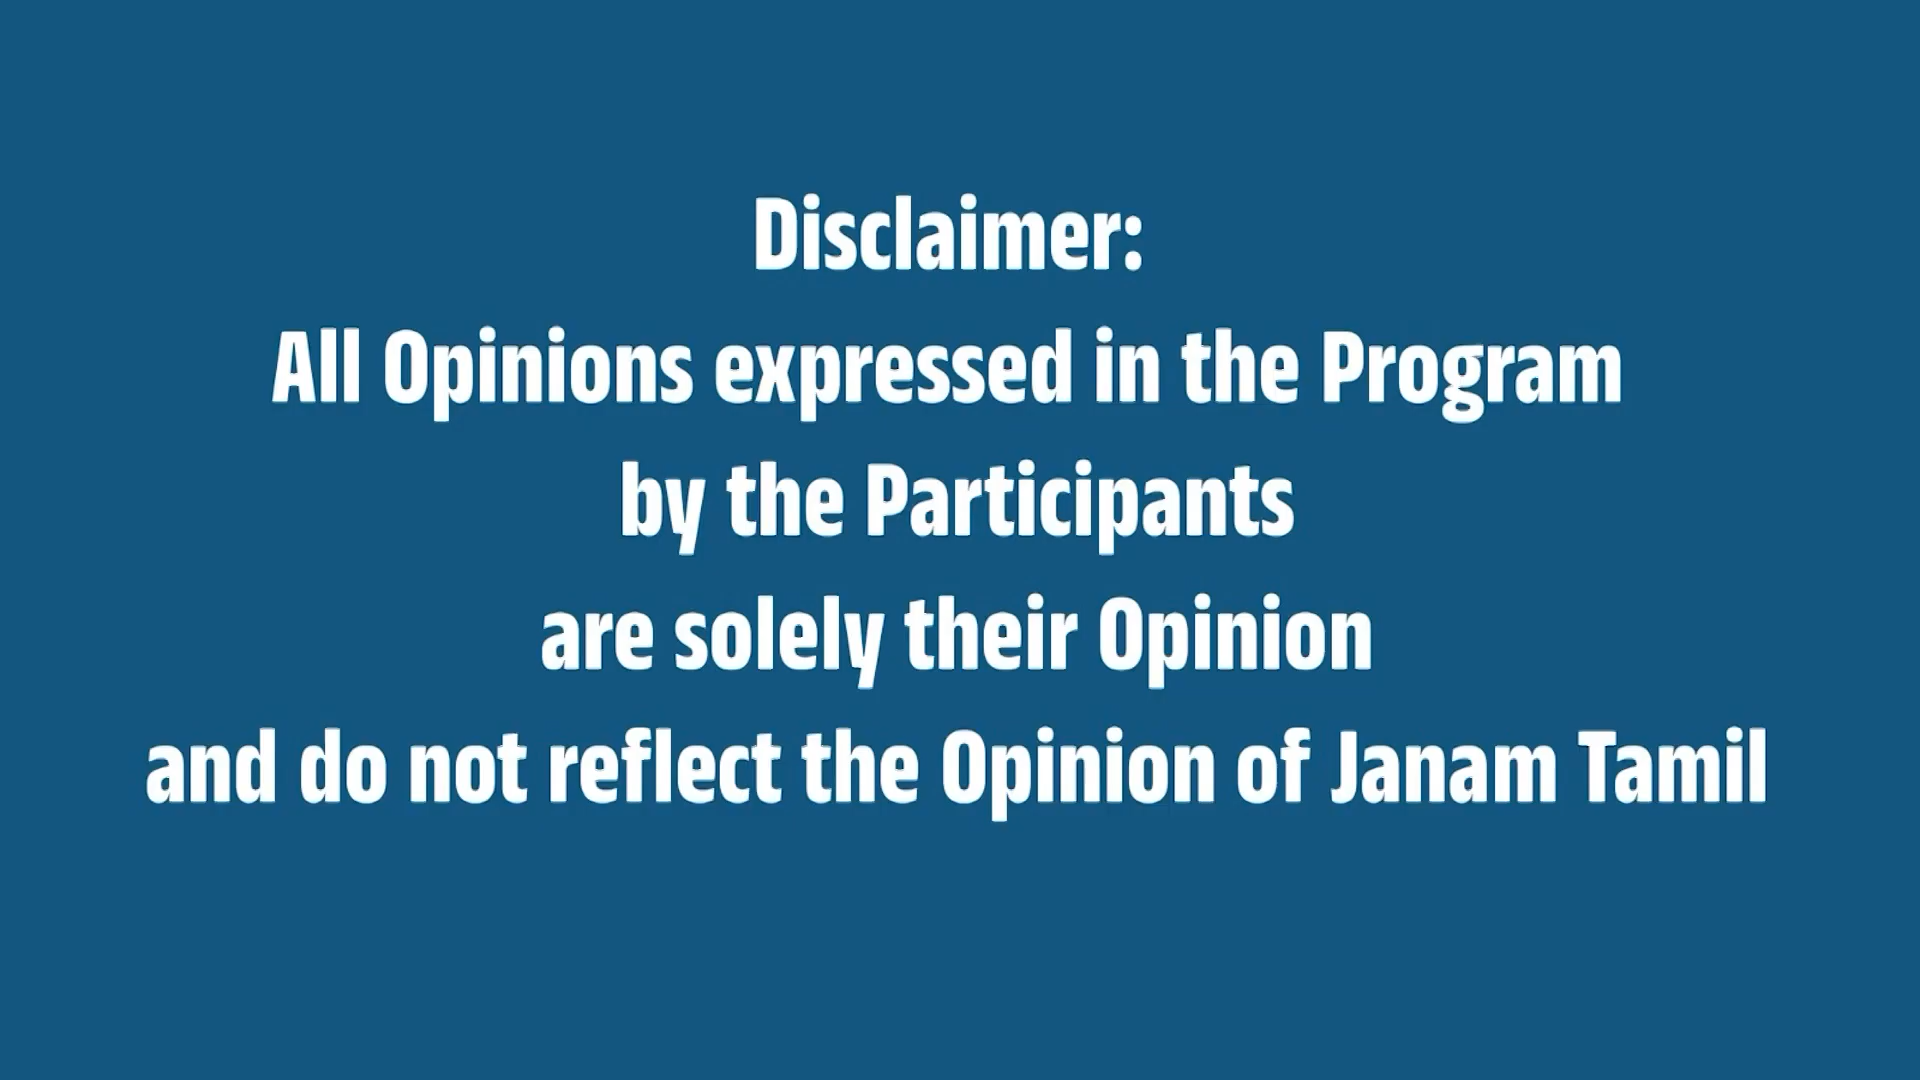 Disclaimer:
All Opinions expressed in the Program
by the Participants
are solely their Opinion
and do not reflect the Opinion of Janam Tamil